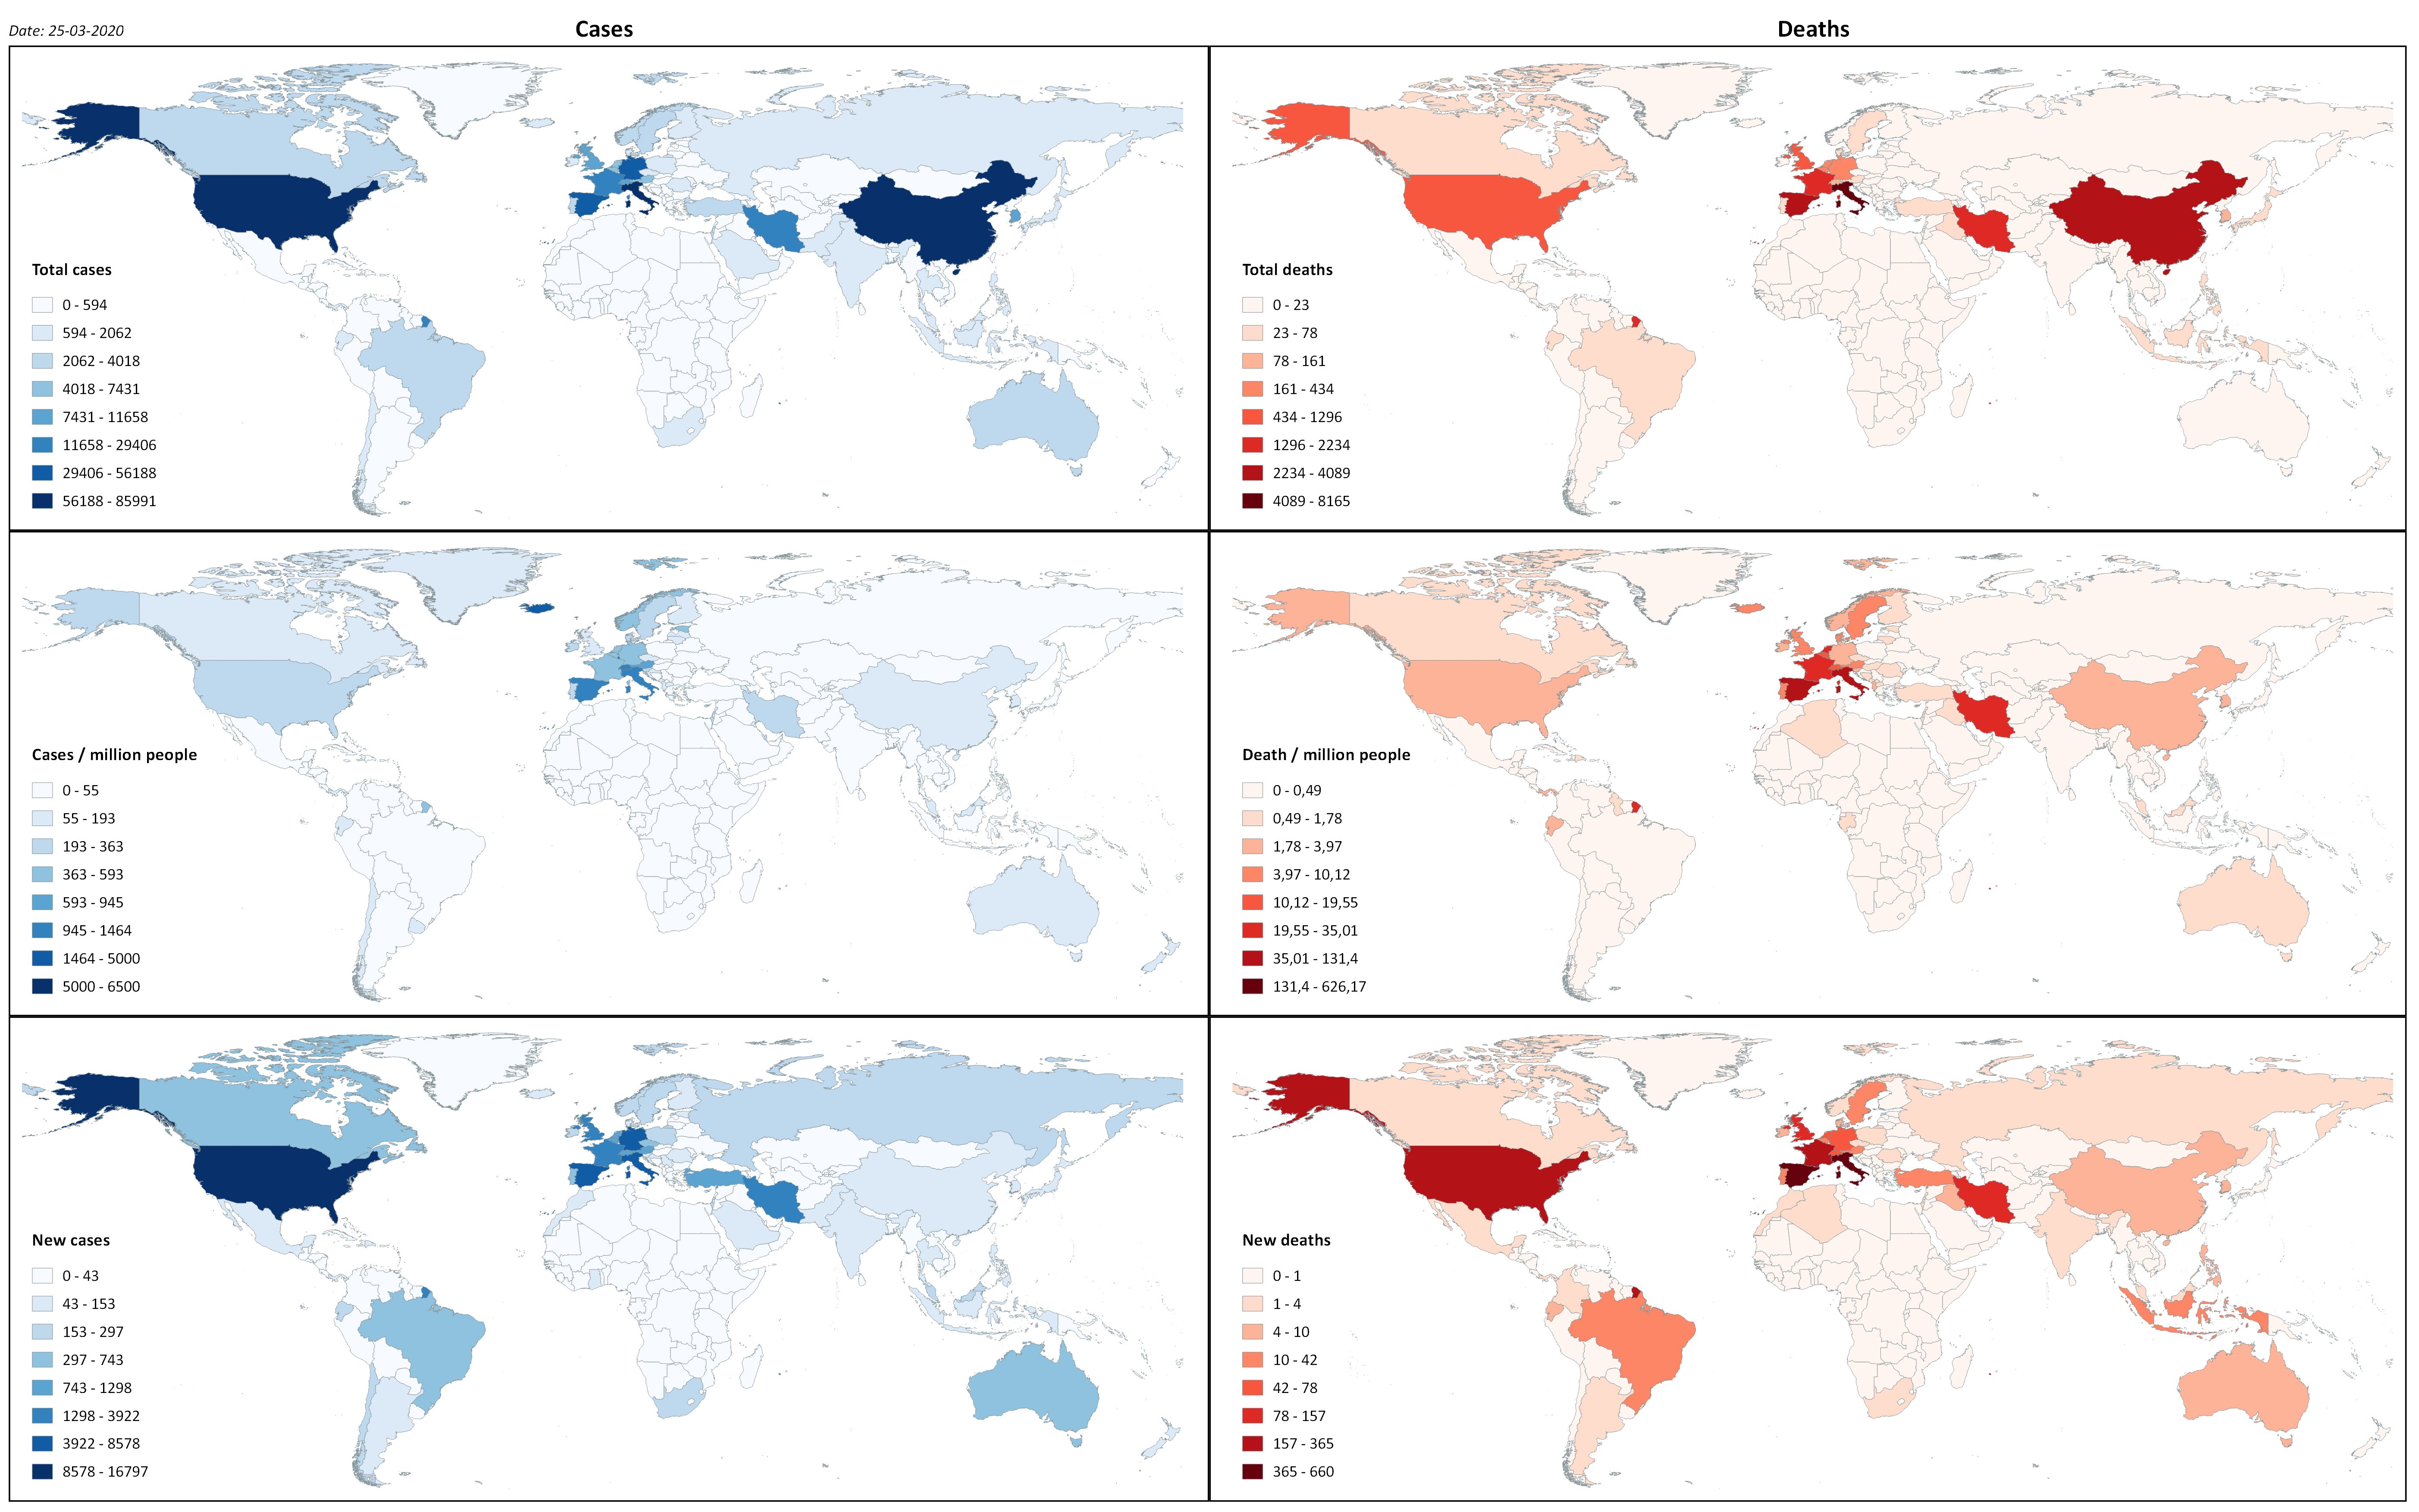 Date: 25-03-2020
Cases
Deaths
Total cases
0 - 594
594 - 2062
2062 - 4018
4018 - 7431
7431 - 11658
11658 - 29406
29406 - 56188
56188 - 85991
Total deaths
0 - 23
23 - 78
78 - 161
161 - 434
434 - 1296
1296 - 2234
2234 - 4089
4089 - 8165
Cases / million people
0 - 55
55 - 193
193 - 363
363 - 593
593 - 945
945 - 1464
1464 - 5000
5000 - 6500
Death / million people
0 - 0,49
0,49 - 1,78
1,78 - 3,97
3,97 - 10,12
10,12 - 19,55
19,55 - 35,01
35,01 - 131,4
131,4 - 626,17
New cases
0 - 43
43 - 153
153 - 297
297 - 743
743 - 1298
1298 - 3922
3922 - 8578
8578 - 16797
New deaths
0 - 1
1 - 4
4 - 10
10 - 42
42 - 78
78 - 157
157 - 365
365 - 660